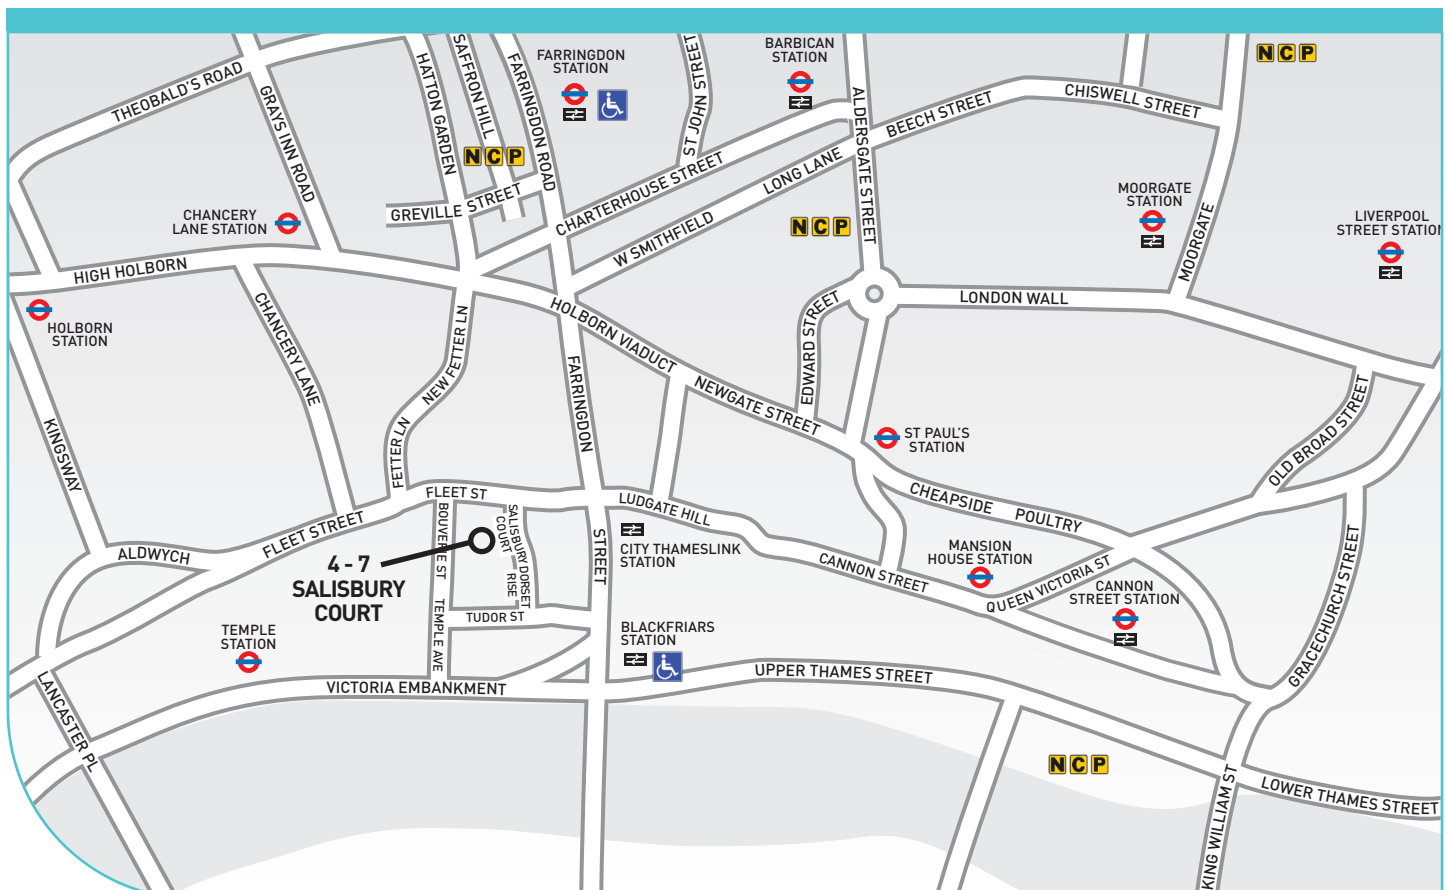 THEOBALD'S ROAD
GRAYS INN ROAD
HATTON GARDEN
SAFFRON HILL
FARRINGDON ROAD
FARRINGDON
STATION
ST JOHN STREET
BARBICAN
STATION
ALDERSGATE STREET
BEECH STREET
CHISWELL STREET
NCP
NCP
GREVILLE STREET
CHARTERHOUSE STREET
LONG LANE
W SMITHFIELD
NCP
MOORGATE
STATION
MOORGATE
LIVERPOOL
STREET STATION
CHANCERY
LANE STATION
HIGH HOLBORN
HOLBORN
STATION
CHANCERY LANE
NEW FETTER LN
FETTER LN
HOLBORN VIADUCT
FARRINGDON
STREET
NEWGATE STREET
EDWARD STREET
LONDON WALL
ST PAUL'S
STATION
OLD BROAD STREET
KINGSWAY
ALDWYCH
FLEET STREET
FLEET ST
BOUVERIE ST
SALISBURY
COURT
DORSET
RISE
4 - 7
SALISBURY
COURT
TEMPLE AVE
TUDOR ST
LUDGATE HILL
CITY THAMESLINK
STATION
CHEAPSIDE
POULTRY
CANNON STREET
MANSION
HOUSE STATION
QUEEN VICTORIA ST
CANNON
STREET STATION
GRACECHURCH STREET
TEMPLE
STATION
BLACKFRIARS
STATION
LANCASTER PL
VICTORIA EMBANKMENT
UPPER THAMES STREET
NCP
LOWER THAMES STREET
KING WILLIAM ST